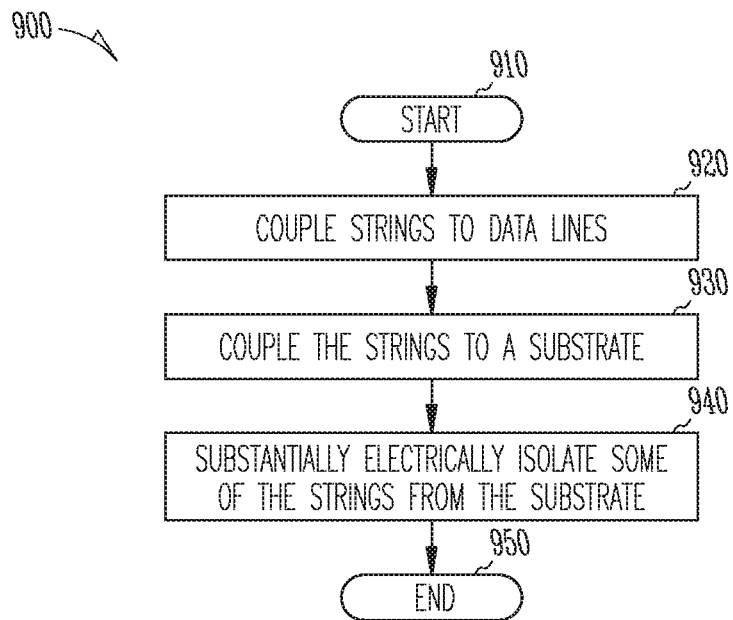 900
910
START
920
COUPLE STRINGS TO DATA LINES
930
COUPLE THE STRINGS TO A SUBSTRATE
940
SUBSTANTIALLY ELECTRICALLY ISOLATE SOME
OF THE STRINGS FROM THE SUBSTRATE
950
END